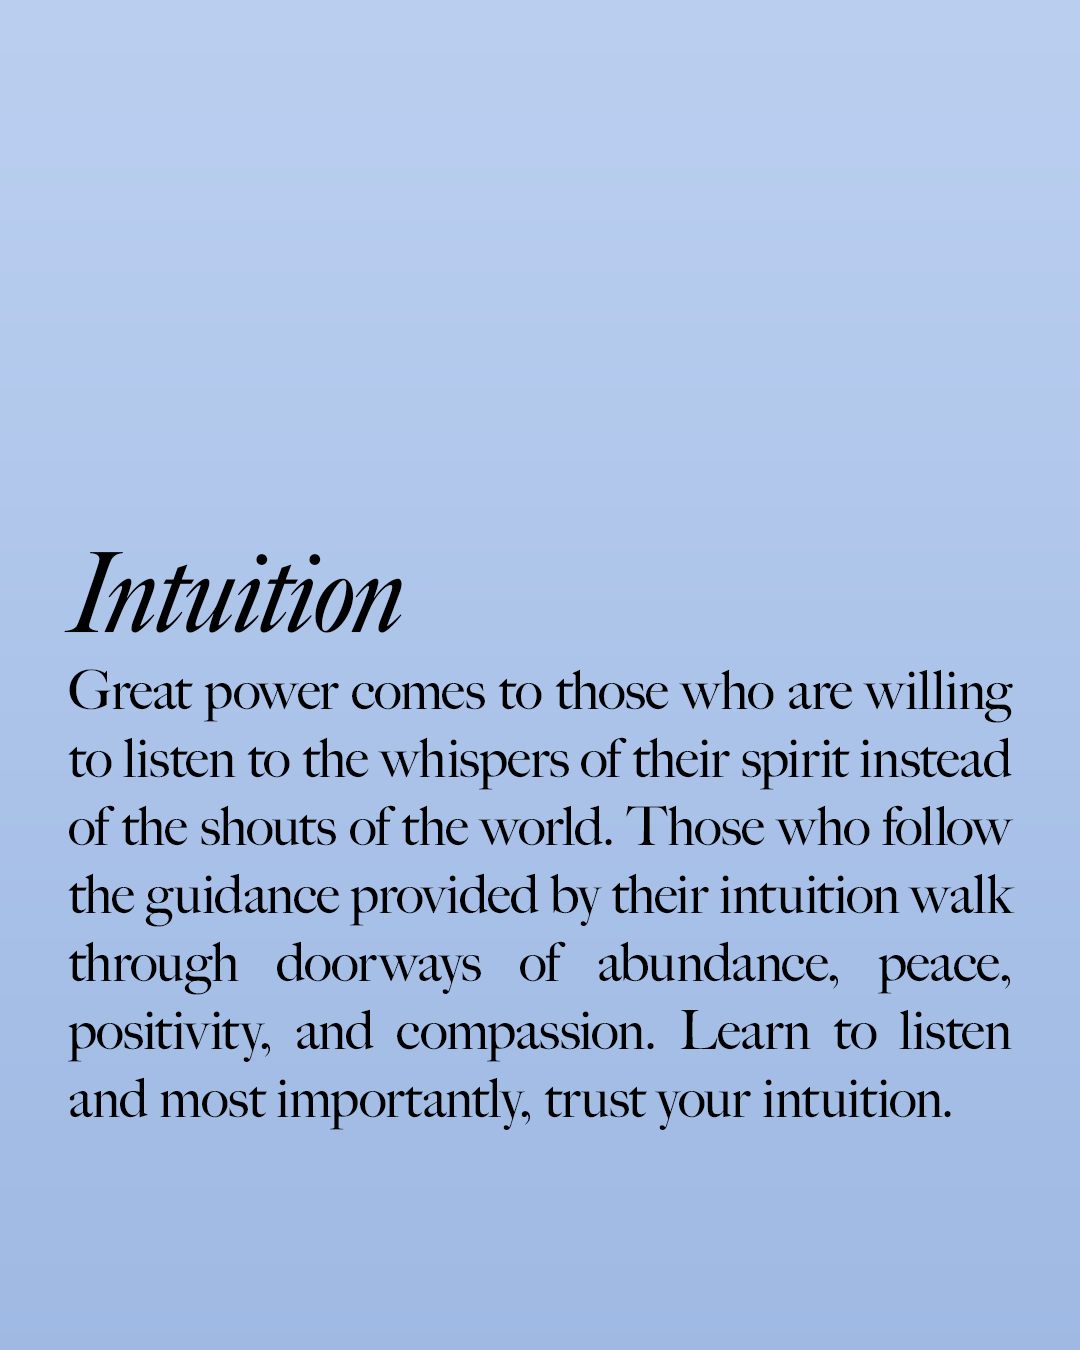 Intuition
Great power comes to those who are willing
to listen to the whispers of their spirit instead
of the shouts of the world. Those who follow
the guidance provided by their intuition walk
through doorways of abundance, peace,
positivity, and compassion. Learn to listen
and most importantly, trust your intuition.